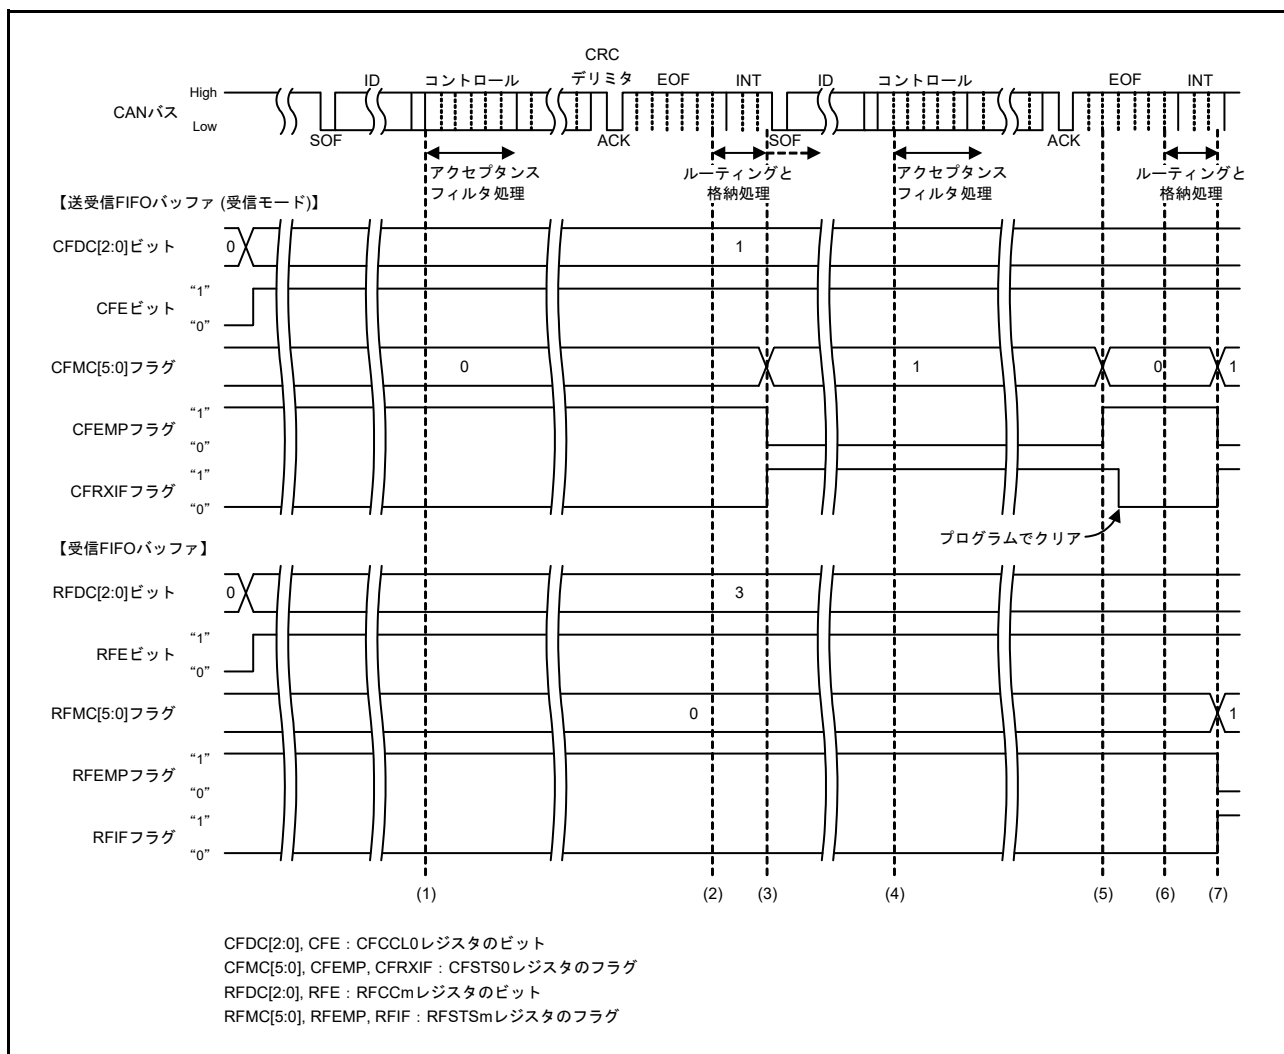 CRC
ID コントロール デリミタ EOF INT ID コントロール EOF INT
High
CANバス
Low
SOF ACK SOF ACK
アクセプタンス ルーティングと アクセプタンス ルーティングと
フィルタ処理 格納処理 フィルタ処理 格納処理
【送受信FIFOバッファ (受信モード)】
CFDC[2:0]ビット 0 1
“1”
CFEビット
“0”
CFMC[5:0]フラグ 0 1 0 1
“1”
CFEMPフラグ
“0”
“1”
CFRXIFフラグ
“0”
プログラムでクリア
【受信FIFOバッファ】
RFDC[2:0]ビット 0 3
“1”
RFEビット
“0”
RFMC[5:0]フラグ 0 1
“1”
RFEMPフラグ
“0”
“1”
RFIFフラグ
“0”
(1) (2) (3) (4) (5) (6) (7)
CFDC[2:0], CFE : CFCCL0レジスタのビット
CFMC[5:0], CFEMP, CFRXIF : CFSTS0レジスタのフラグ
RFDC[2:0], RFE : RFCCmレジスタのビット
RFMC[5:0], RFEMP, RFIF : RFSTSmレジスタのフラグ